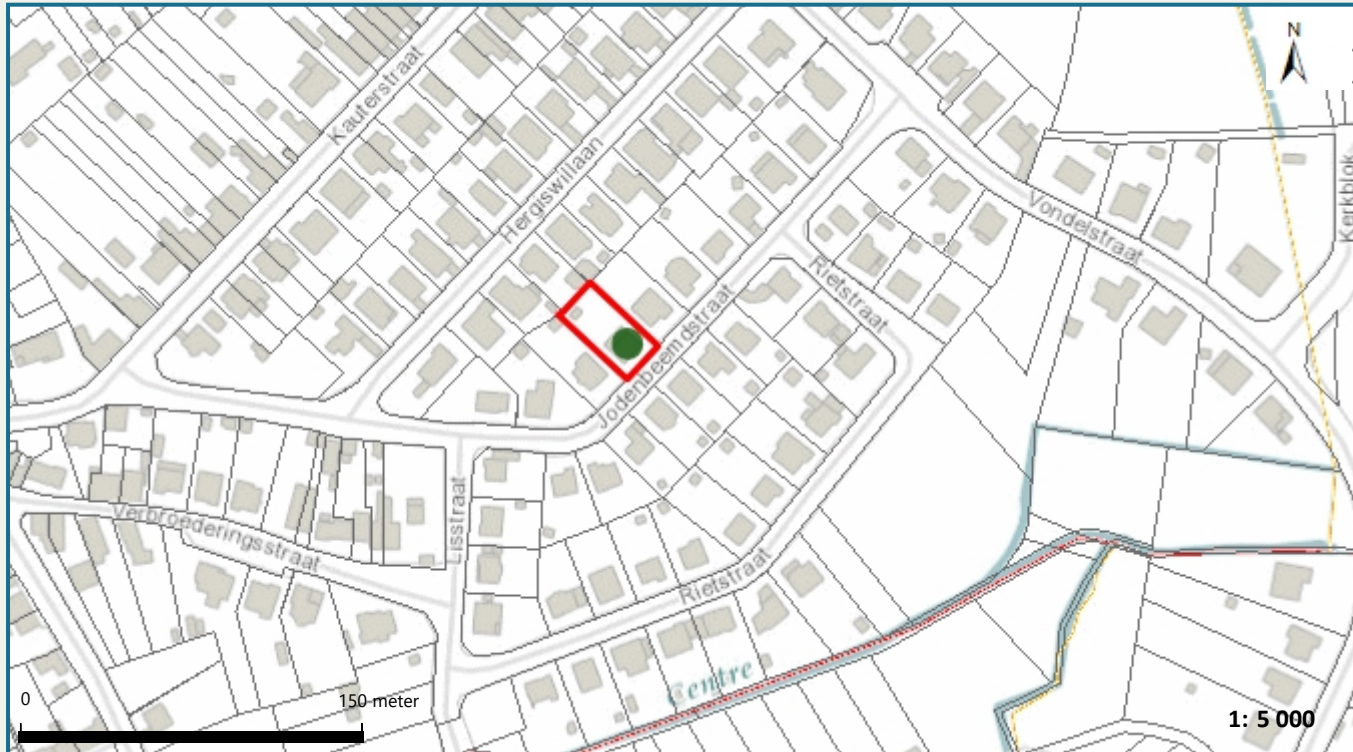 N
Kauterstraat
Hergiswillaan
Vondelstraat
Kerkblok
Rietstraat
Jodenbeemdstraat
Verbroederingsstraat
Lisstraat
Rietstraat
Centre
0
150 meter
1: 5 000